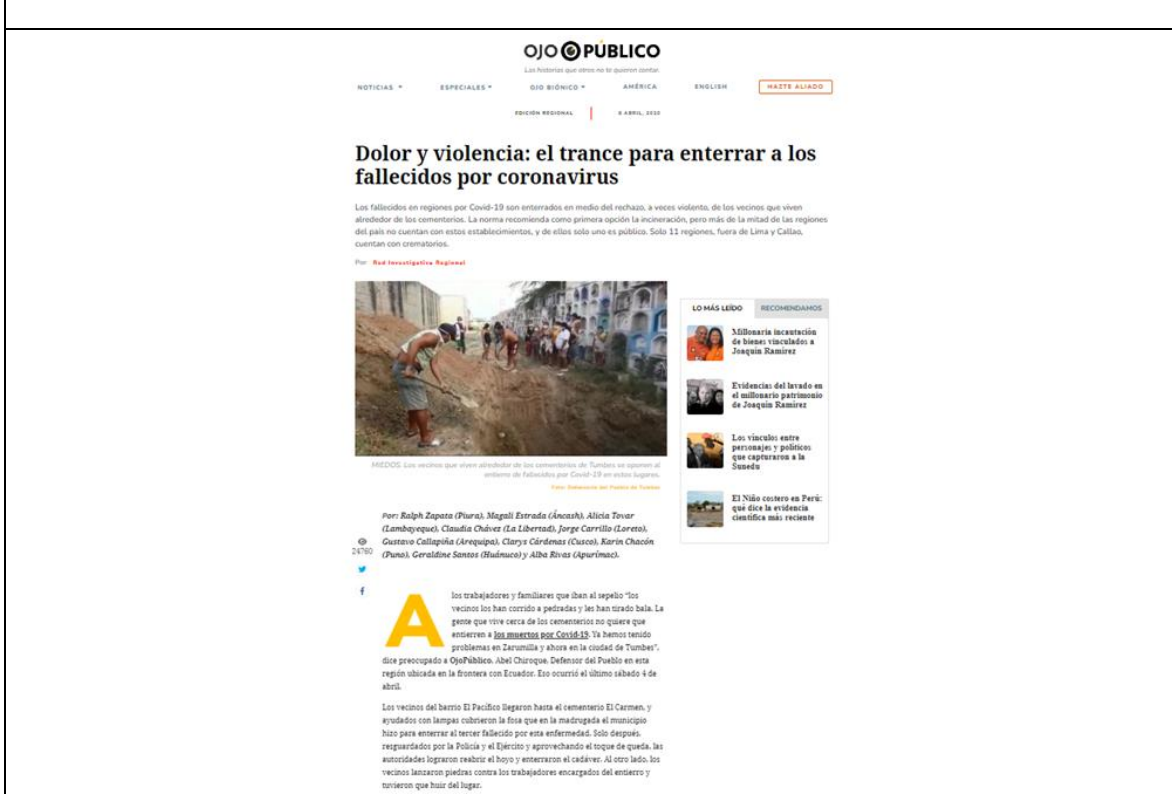 OJO PÚBLICO
Las historias que otros no te quieren contar.
NOTICIAS ESPECIALES OJO BIÓNICO AMÉRICA ENGLISH HAZTE ALIADO
EDICIÓN REGIONAL 8 ABRIL, 2020
Dolor y violencia: el trance para enterrar a los
fallecidos por coronavirus
Los fallecidos en regiones por Covid-19 son enterrados en medio del rechazo, a veces violento, de los vecinos que viven
alrededor de los cementerios. La norma recomienda como primera opción la incineración, pero más de la mitad de las regiones
del país no cuentan con estos establecimientos, y de ellos solo uno es público. Solo 11 regiones, fuera de Lima y Callao,
cuentan con crematorios.
Por Red Investigativa Regional
MIEDOS. Los vecinos que viven alrededor de los cementerios de Tumbes se oponen al
entierro de fallecidos por Covid-19 en estos lugares.
Foto: Defensoría del Pueblo de Tumbes
Por: Ralph Zapata (Piura), Magali Estrada (Áncash), Alicia Tovar
(Lambayeque), Claudia Chávez (La Libertad), Jorge Carrillo (Loreto),
Gustavo Callapiña (Arequipa), Clarys Cárdenas (Cusco), Karin Chacón
(Puno), Geraldine Santos (Huánuco) y Alba Rivas (Apurímac).
24760
A los trabajadores y familiares que iban al sepelio "los
vecinos los han corrido a pedradas y les han tirado bala. La
gente que vive cerca de los cementerios no quiere que
entierren a los muertos por Covid-19. Ya hemos tenido
problemas en Zarumilla y ahora en la ciudad de Tumbes",
dice preocupado a OjoPúblico, Abel Chiroque, Defensor del Pueblo en esta
región ubicada en la frontera con Ecuador. Eso ocurrió el último sábado 4 de
abril.
Los vecinos del barrio El Pacífico llegaron hasta el cementerio El Carmen, y
ayudados con lampas cubrieron la fosa que en la madrugada el municipio
hizo para enterrar al tercer fallecido por esta enfermedad. Solo después,
resguardados por la Policía y el Ejército y aprovechando el toque de queda, las
autoridades lograron reabrir el hoyo y enterraron el cadáver. Al otro lado, los
vecinos lanzaron piedras contra los trabajadores encargados del entierro y
tuvieron que huir del lugar.
LO MÁS LEÍDO RECOMENDAMOS
Millonaria incautación
de bienes vinculados a
Joaquín Ramírez
Evidencias del lavado en
el millonario patrimonio
de Joaquín Ramírez
Los vínculos entre
personajes y políticos
que capturaron a la
Sunedu
El Niño costero en Perú:
qué dice la evidencia
científica más reciente